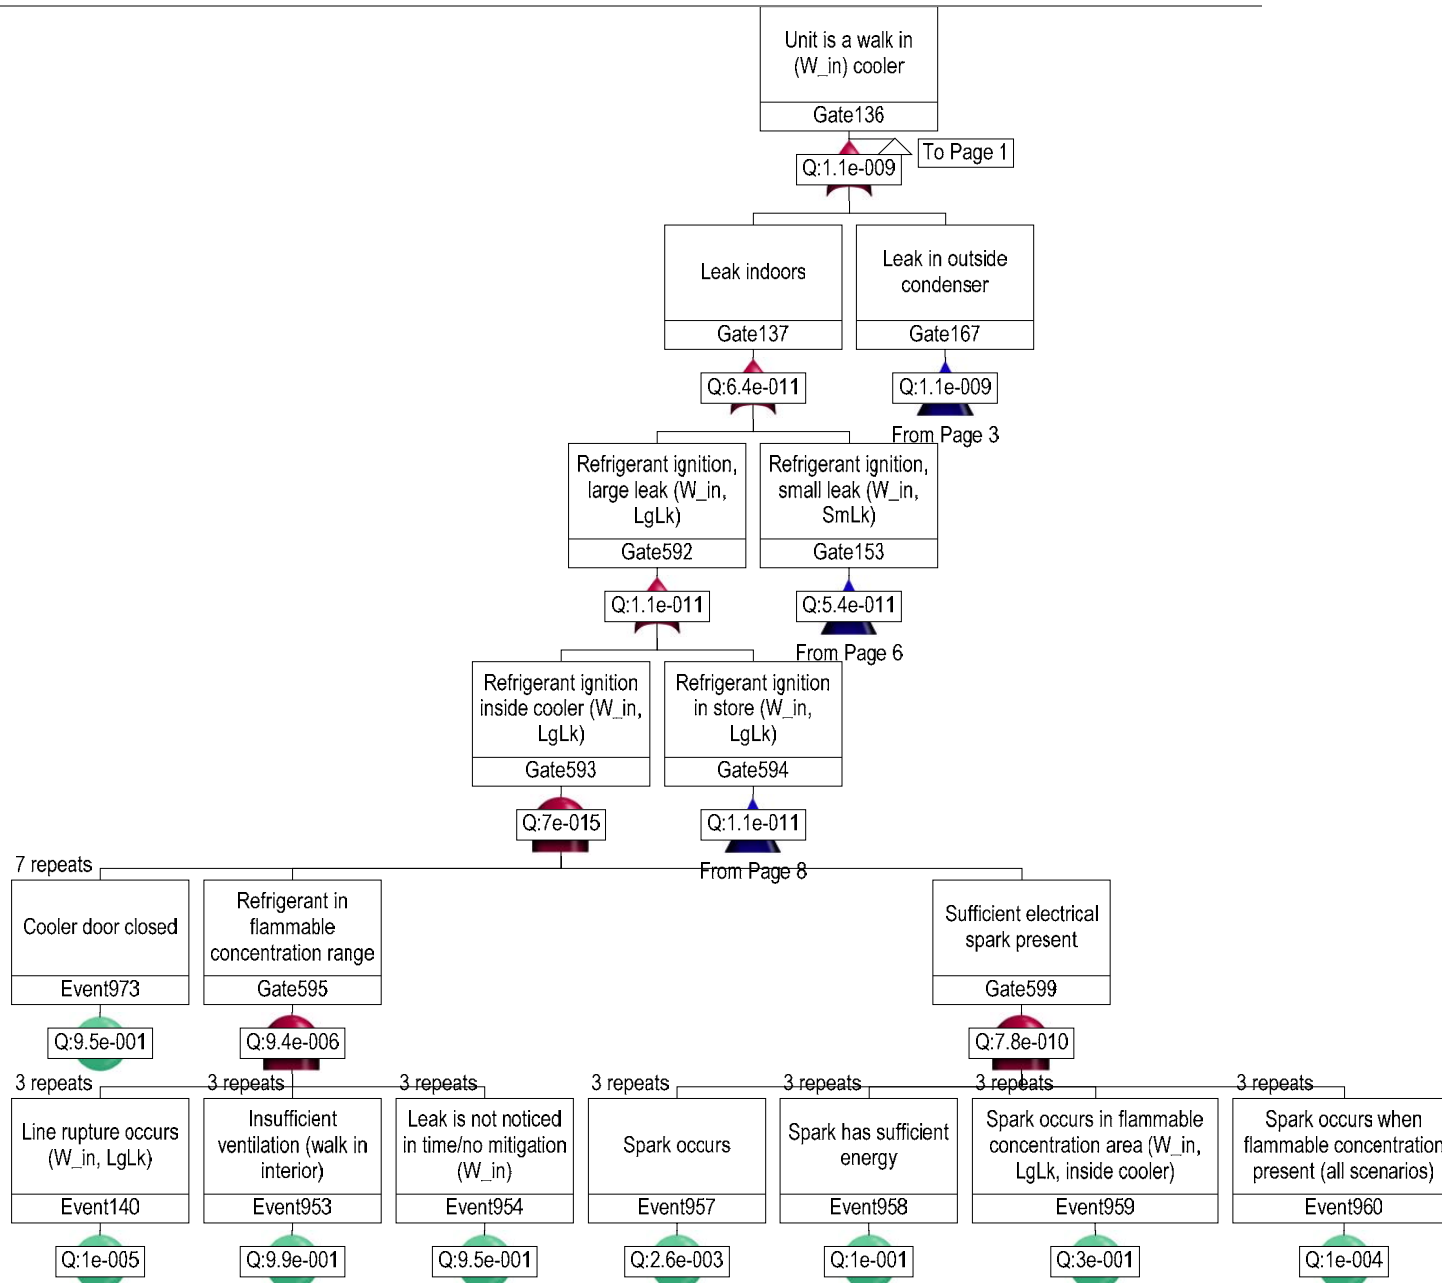 Unit is a walk in
(W_in) cooler
Gate136
To Page 1
Q:1.1e-009
Leak indoors
Gate137
Leak in outside
condenser
Gate167
Q:6.4e-011
Q:1.1e-009
From Page 3
Refrigerant ignition,
large leak (W_in,
LgLk)
Gate592
Refrigerant ignition,
small leak (W_in,
SmLk)
Gate153
Q:1.1e-011
Q:5.4e-011
From Page 6
Refrigerant ignition
inside cooler (W_in,
LgLk)
Gate593
Refrigerant ignition
in store (W_in,
LgLk)
Gate594
Q:7e-015
Q:1.1e-011
From Page 8
7 repeats
Cooler door closed
Event973
Refrigerant in
flammable
concentration range
Gate595
Sufficient electrical
spark present
Gate599
Q:9.5e-001
Q:9.4e-006
Q:7.8e-010
3 repeats
Line rupture occurs
(W_in, LgLk)
Event140
Q:1e-005
3 repeats
Insufficient
ventilation (walk in
interior)
Event953
Q:9.9e-001
3 repeats
Leak is not noticed
in time/no mitigation
(W_in)
Event954
Q:9.5e-001
3 repeats
Spark occurs
Event957
Q:2.6e-003
3 repeats
Spark has sufficient
energy
Event958
Q:1e-001
3 repeats
Spark occurs in flammable
concentration area (W_in,
LgLk, inside cooler)
Event959
Q:3e-001
3 repeats
Spark occurs when
flammable concentration
present (all scenarios)
Event960
Q:1e-004